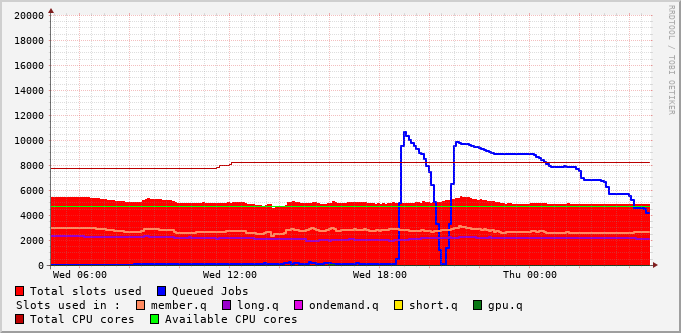 RRDTOOL / TOBI OETIKER
20000
18000
16000
14000
12000
10000
8000
6000
4000
2000
0
Wed 06:00 Wed 12:00 Wed 18:00 Thu 00:00
Total slots used Queued Jobs
Slots used in : member.q long.q ondemand.q short.q gpu.q
Total CPU cores Available CPU cores